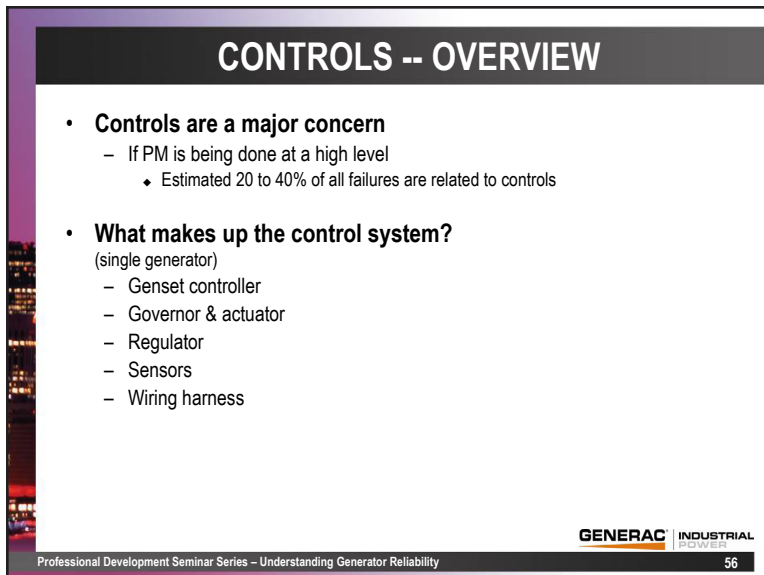 CONTROLS -- OVERVIEW
• Controls are a major concern
– If PM is being done at a high level
◆ Estimated 20 to 40% of all failures are related to controls
• What makes up the control system?
(single generator)
– Genset controller
– Governor & actuator
– Regulator
– Sensors
– Wiring harness
GENERAC INDUSTRIAL
POWER
Professional Development Seminar Series – Understanding Generator Reliability 56